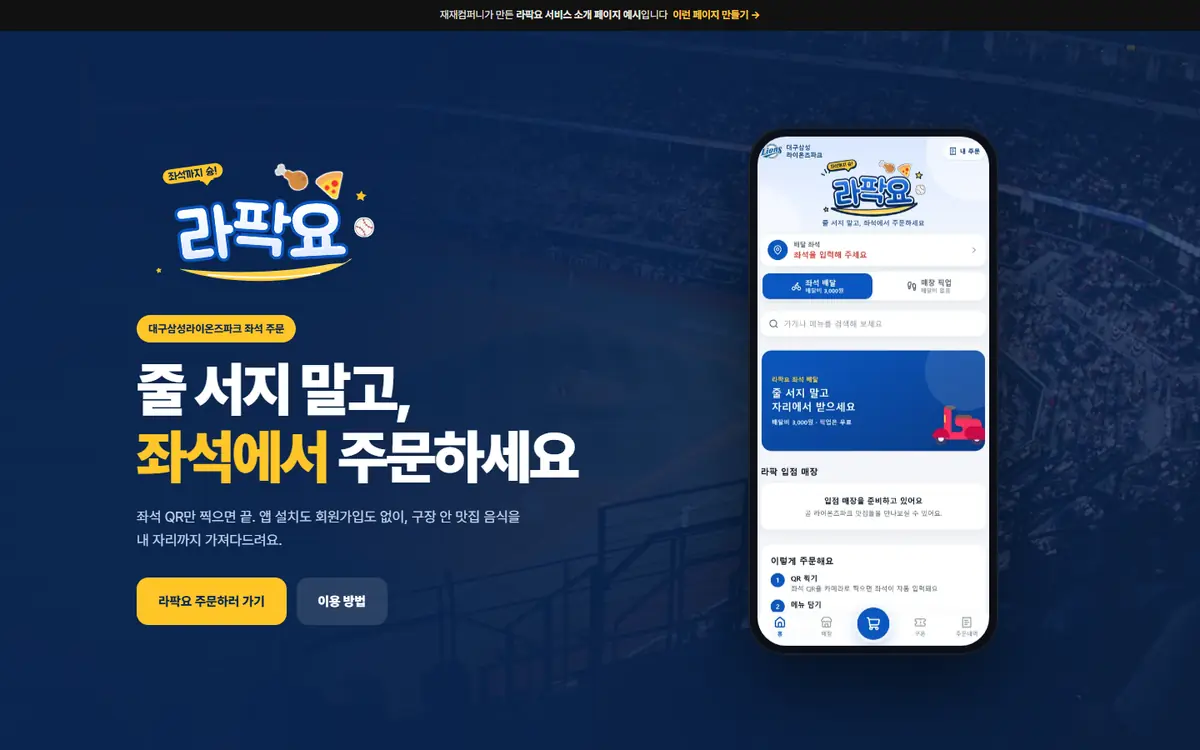 재재컴퍼니가 만든 라팍요 서비스 소개 페이지 예시입니다 이런 페이지 만들기 →
좌석까지 슝!
라팍요
대구삼성라이온즈파크 좌석 주문
줄 서지 말고,
좌석에서 주문하세요
좌석 QR만 찍으면 끝. 앱 설치도 회원가입도 없이, 구장 안 맛집 음식을
내 자리까지 가져다드려요.
라팍요 주문하러 가기
이용 방법
Lions
대구삼성
라이온즈파크
내 주문
좌석까지 슝!
라팍요
줄 서지 말고, 좌석에서 주문하세요
배달 좌석
좌석을 입력해 주세요
좌석 배달
배달비 3,000원
매장 픽업
배달비 없음
가게나 메뉴를 검색해 보세요
라팍요 좌석 배달
줄 서지 말고
자리에서 받으세요
배달비 3,000원 · 픽업은 무료
라팍 입점 매장
입점 매장을 준비하고 있어요
곧 라이온즈파크 맛집들을 만나보실 수 있어요.
이렇게 주문해요
1 QR 찍기
좌석 QR을 카메라로 찍으면 좌석이 자동 입력돼요
2 메뉴 담기
홈
매장
쿠폰
주문내역